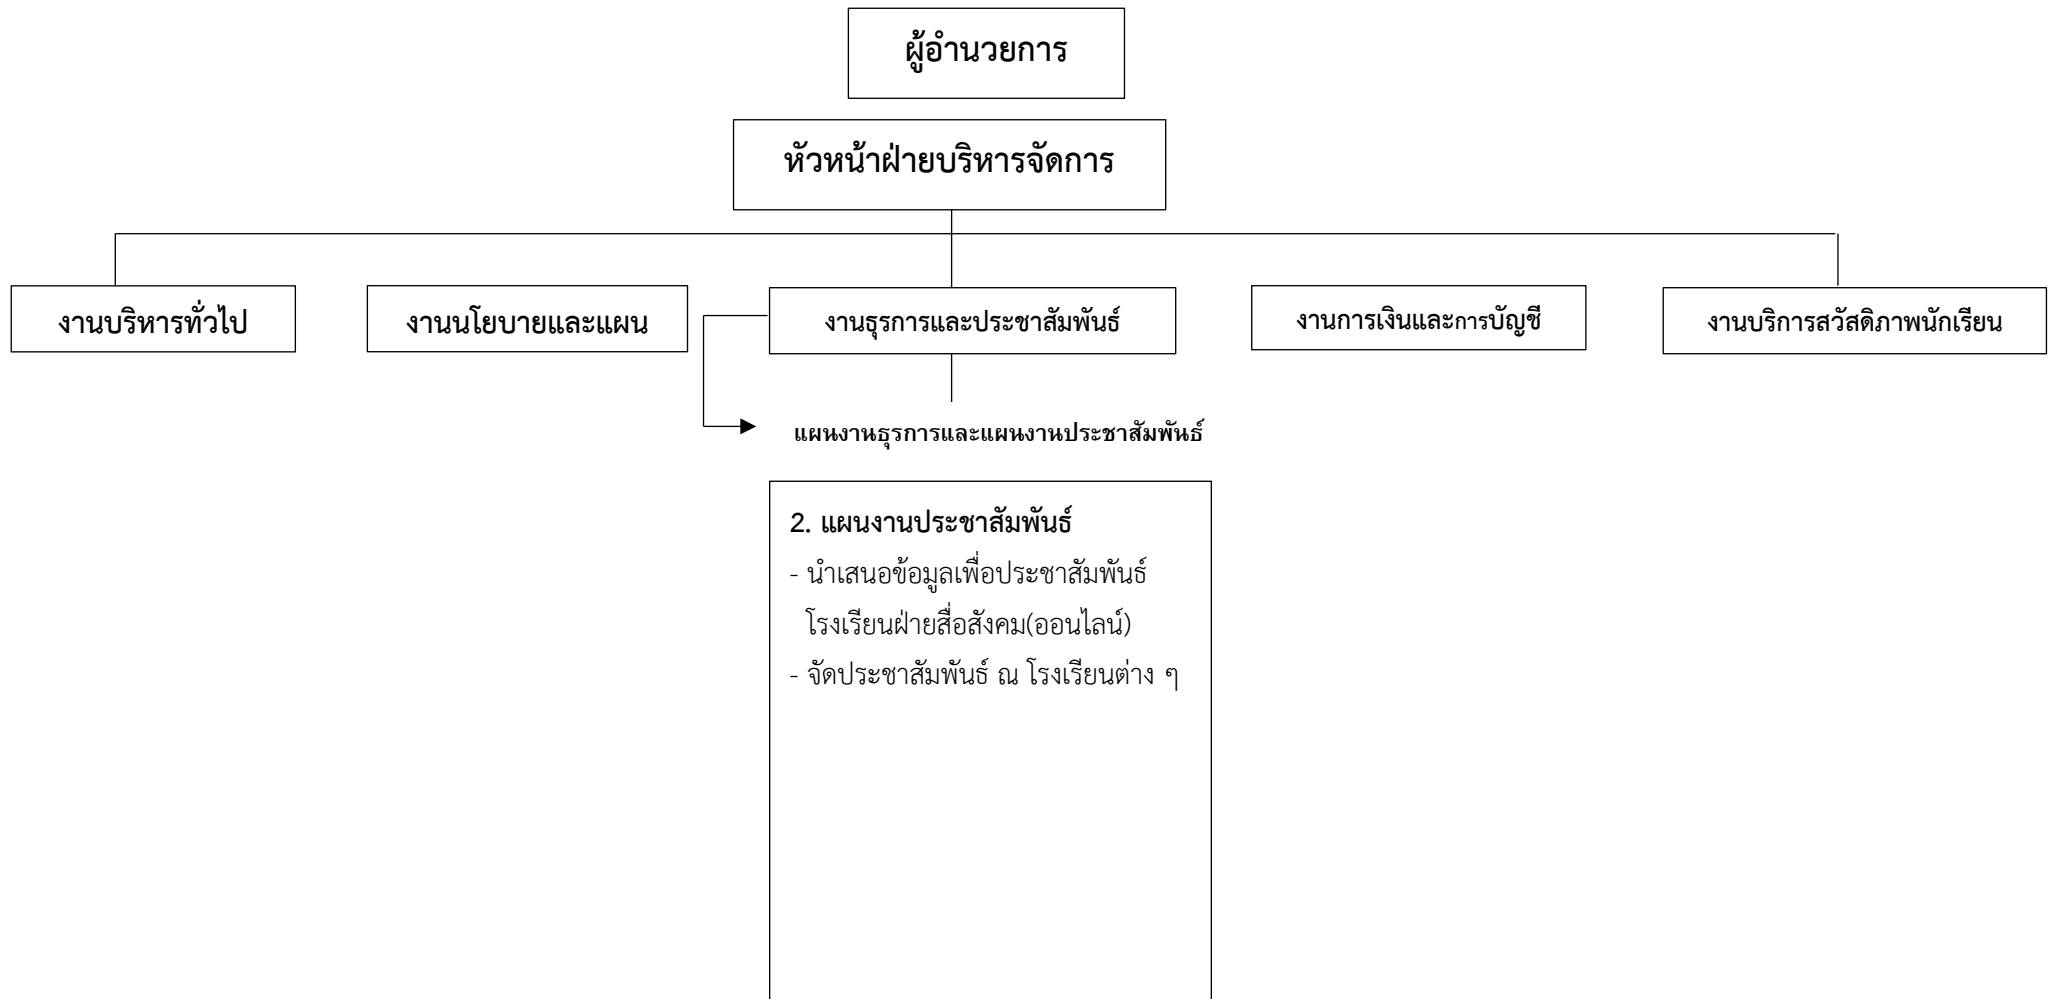 ผู้อำนวยการ
หัวหน้าฝ่ายบริหารจัดการ
งานบริหารทั่วไป
งานนโยบายและแผน
งานธุรการและประชาสัมพันธ์
งานการเงินและการบัญชี
งานบริการสวัสดิภาพนักเรียน
แผนงานธุรการและแผนงานประชาสัมพันธ์
2. แผนงานประชาสัมพันธ์
- นำเสนอข้อมูลเพื่อประชาสัมพันธ์
โรงเรียนฝ่ายสื่อสังคม(ออนไลน์)
- จัดประชาสัมพันธ์ ณ โรงเรียนต่าง ๆ